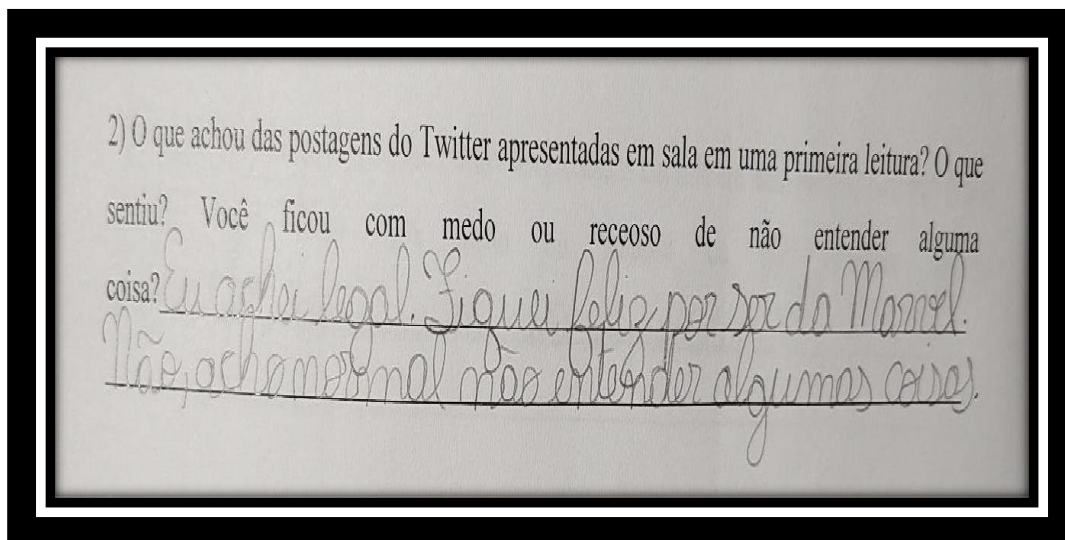 2) O que achou das postagens do Twitter apresentadas em sala em uma primeira leitura? O que
sentiu? Você ficou com medo ou receoso de não entender alguma
coisa? Eu achei legal. Fiquei feliz por ser da Marvel.
Não, acho normal não entender algumas coisas.